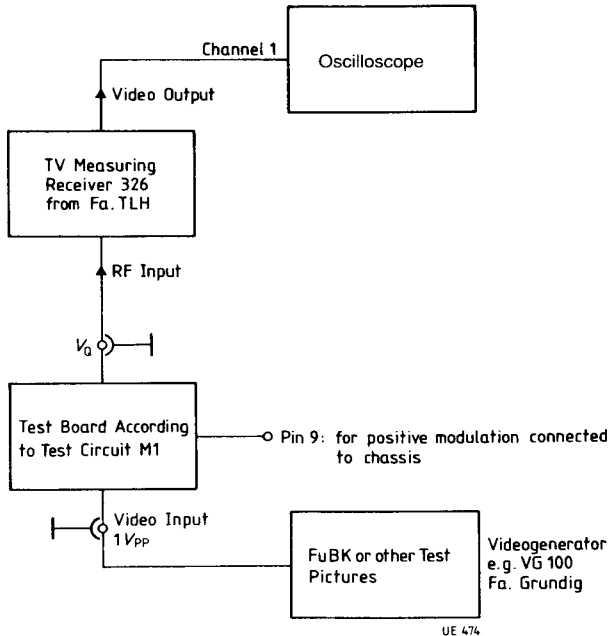 Channel 1
Oscilloscope
Video Output
TV Measuring
Receiver 326
from Fa. TLH
RF Input
VQ
Test Board According
to Test Circuit M1
Pin 9: for positive modulation connected
to chassis
Video Input
1 VPP
FuBK or other Test
Pictures
Videogenerator
e.g. VG 100
Fa. Grundig
UE 474